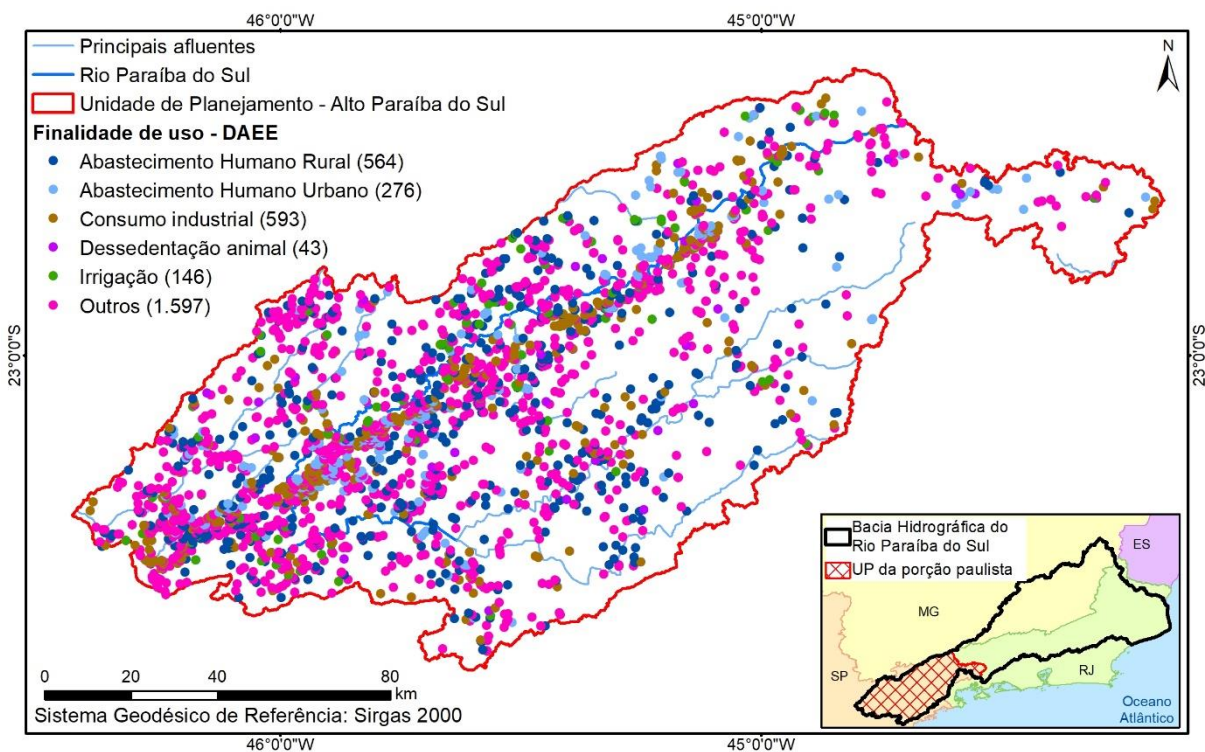 46°0'0"W
45°0'0"W
Principais afluentes
Rio Paraíba do Sul
Unidade de Planejamento - Alto Paraíba do Sul
Finalidade de uso - DAEE
Abastecimento Humano Rural (564)
Abastecimento Humano Urbano (276)
Consumo industrial (593)
Dessedentação animal (43)
Irrigação (146)
Outros (1.597)
N
23°0'0"S
23°0'0"S
0 20 40 80
km
Sistema Geodésico de Referência: Sirgas 2000
Bacia Hidrográfica do
Rio Paraíba do Sul
UP da porção paulista
ES
MG
SP
RJ
Oceano
Atlântico
46°0'0"W
45°0'0"W